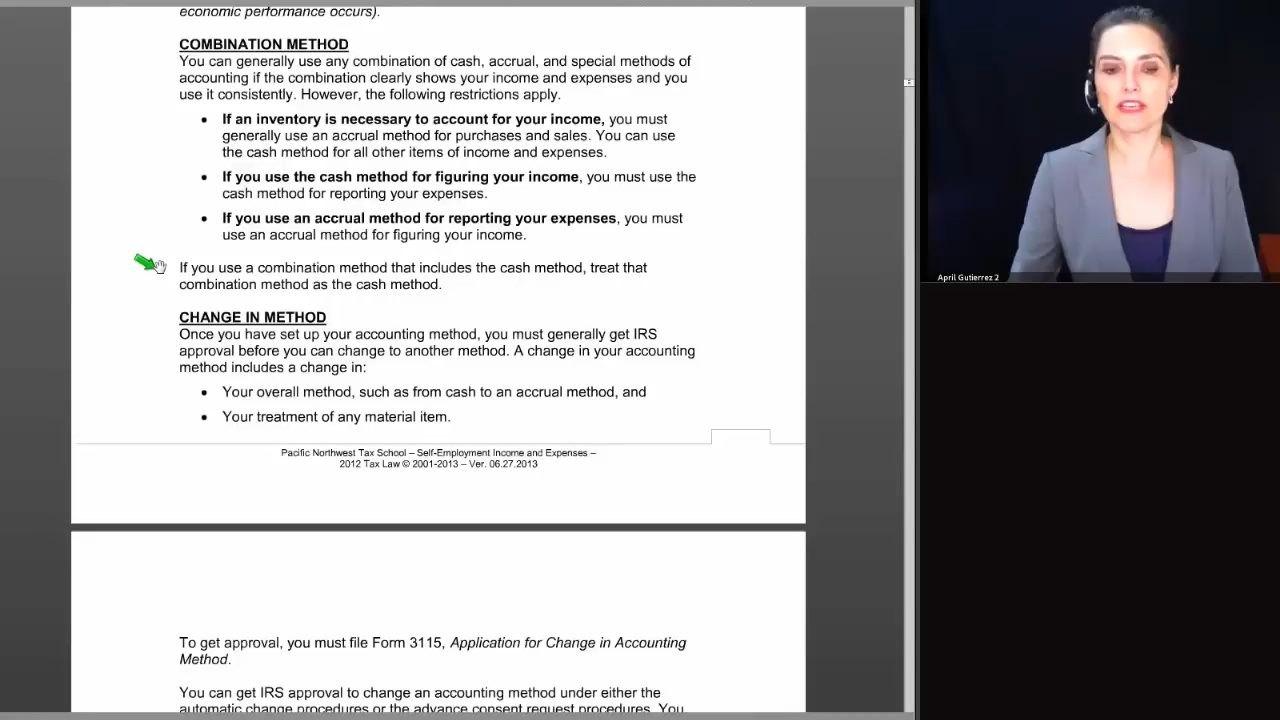 economic performance occurs).
COMBINATION METHOD
You can generally use any combination of cash, accrual, and special methods of
accounting if the combination clearly shows your income and expenses and you
use it consistently. However, the following restrictions apply.
• If an inventory is necessary to account for your income, you must
generally use an accrual method for purchases and sales. You can use
the cash method for all other items of income and expenses.
• If you use the cash method for figuring your income, you must use the
cash method for reporting your expenses.
• If you use an accrual method for reporting your expenses, you must
use an accrual method for figuring your income.
If you use a combination method that includes the cash method, treat that
combination method as the cash method.
CHANGE IN METHOD
Once you have set up your accounting method, you must generally get IRS
approval before you can change to another method. A change in your accounting
method includes a change in:
• Your overall method, such as from cash to an accrual method, and
• Your treatment of any material item.
Pacific Northwest Tax School – Self-Employment Income and Expenses –
2012 Tax Law © 2001-2013 – Ver. 06.27.2013
To get approval, you must file Form 3115, Application for Change in Accounting
Method.
You can get IRS approval to change an accounting method under either the
automatic change procedures or the advance consent request procedures. You
April Gutierrez 2